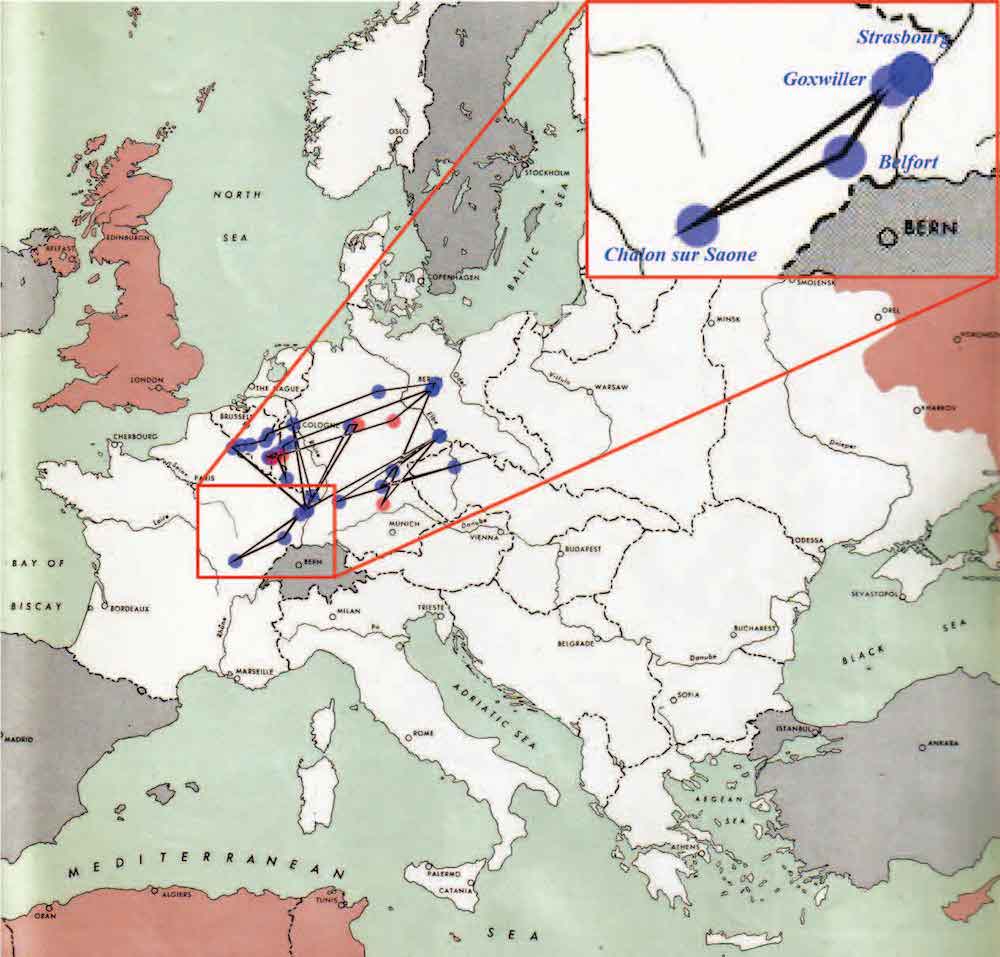 Strasbourg
Goxwiller
Belfort
BERN
Chalon sur Saone
OSLO
STOCKHOLM
NORTH
SEA
BALTIC SEA
EDINBURGH
BELFAST
COPENHAGEN
SMOLENSK
OREL
MINSK
KHARKOV
LONDON
THE HAGUE
Oder
Vistula
WARSAW
BRUSSELS
COLOGNE
Elbe
CHERBOURG
Seine
PARIS
Dnieper
Loire
MUNICH
Danube
VIENNA
BUDAPEST
ODESSA
BERN
BAY OF
BISCAY
BORDEAUX
SEVASTOPOL
MILAN
TRIESTE
Rhône
Po
BELGRADE
BUCHAREST
BLACK SEA
MARSEILLE
Danube
ADRIATIC SEA
SOFIA
ISTANBUL
MADRID
ROME
ANKARA
AEGEAN
SEA
ATHENS
MEDITERRANEAN
PALERMO
CATANIA
ALGIERS
TUNIS
ORAN
SEA